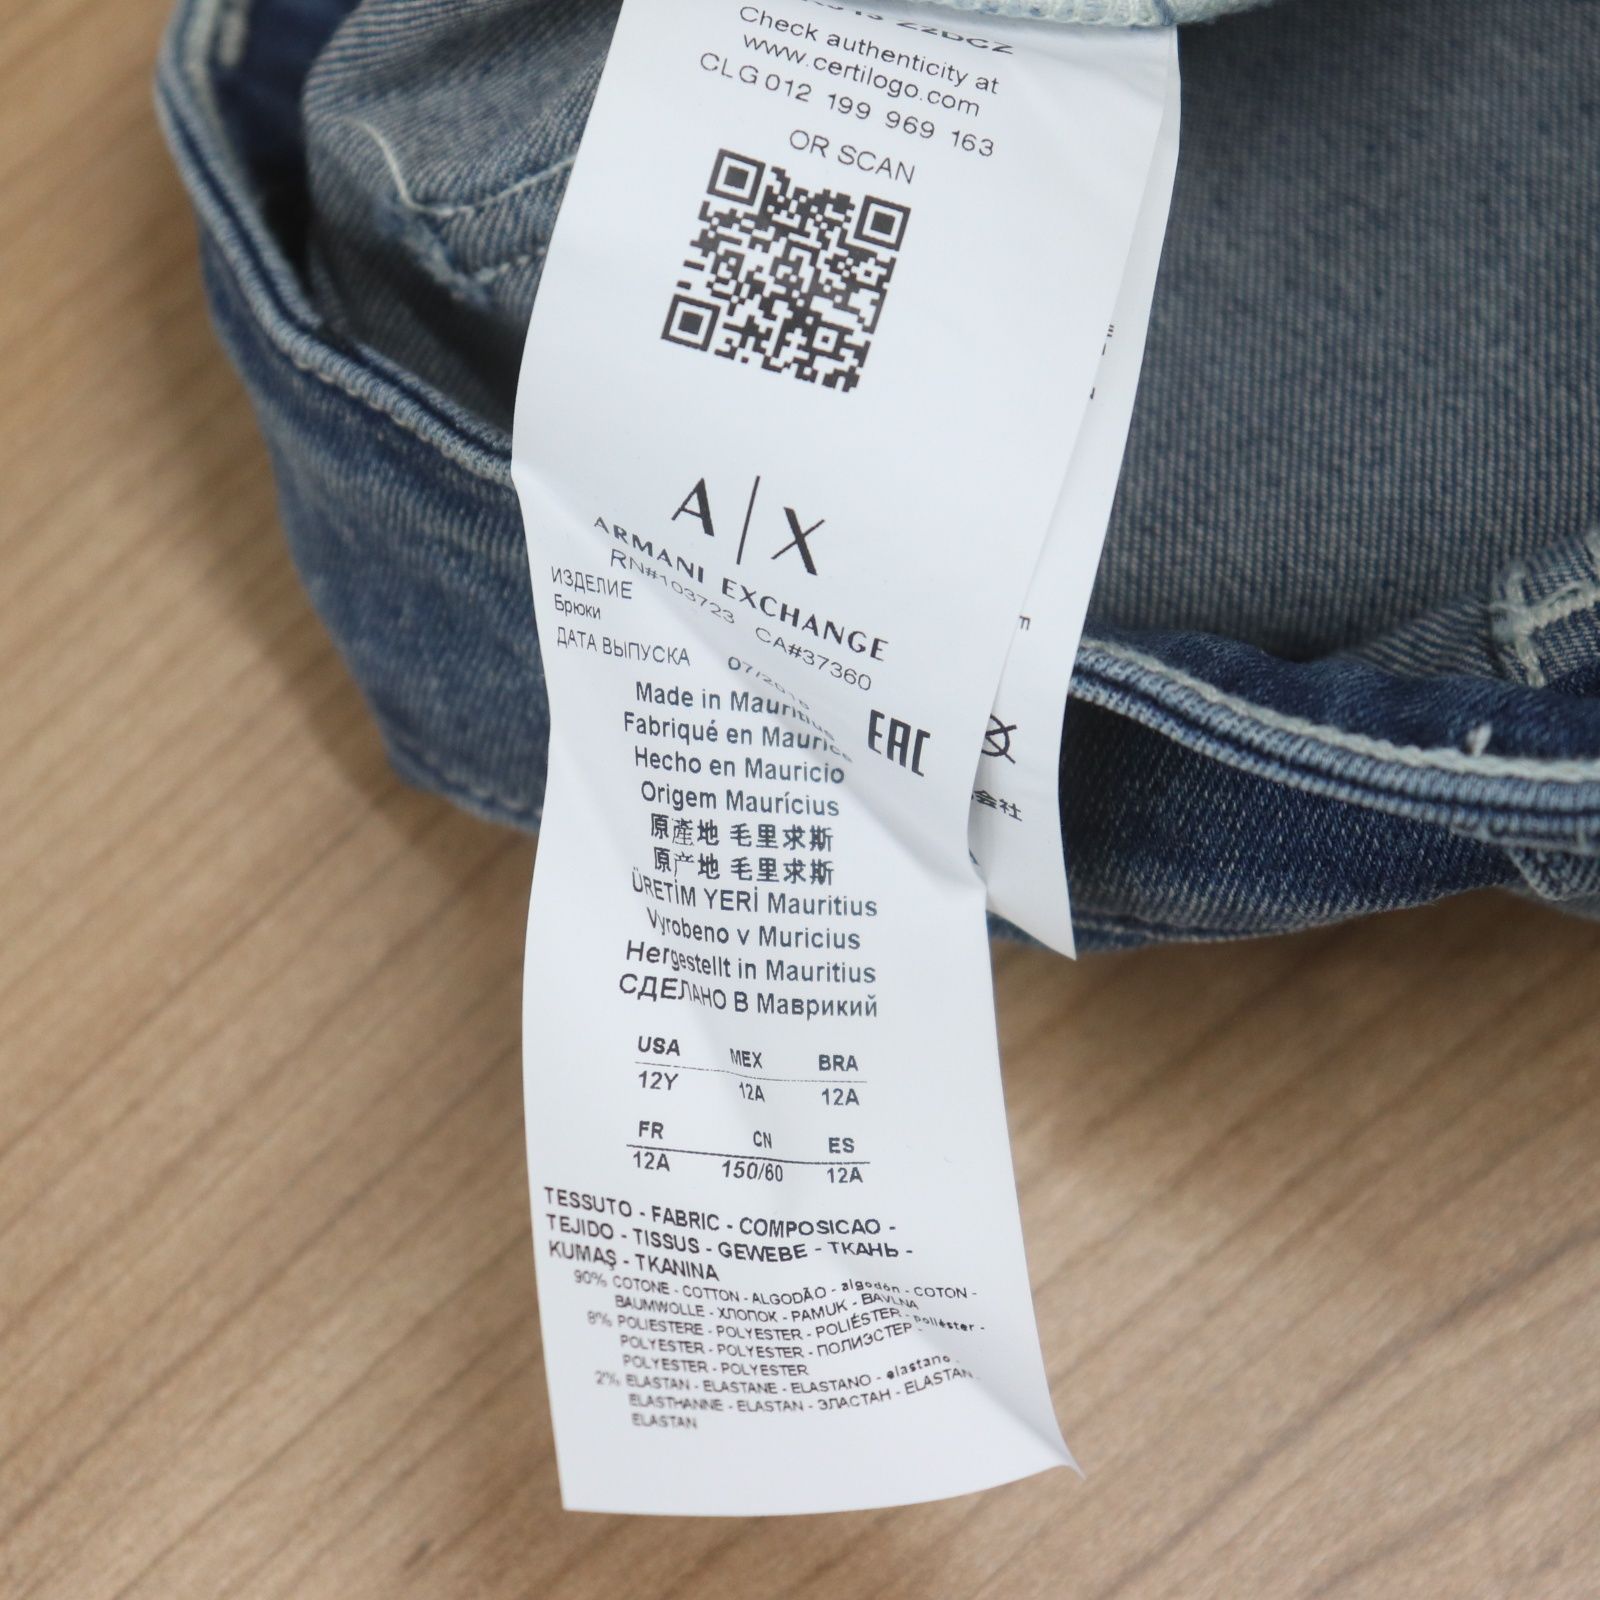 Check authenticity at
www.certilogo.com
CLG 012 199 969 163
OR SCAN
A|X
ARMANI EXCHANGE
RN#103723 CA#37360
ИЗДЕЛИЕ
Брюки
ДАТА ВЫПУСКА
Made in Mauritius
EAC
Fabriqué en Maurice
Hecho en Mauricio
Origem Maurícius
原產地 毛里求斯
原产地 毛里求斯
ÜRETİM YERİ Mauritius
Vyrobeno v Muricius
Hergestellt in Mauritius
СДЕЛАНО В Маврикий
USA MEX BRA
12Y 12A 12A
FR CN ES
12A 150/60 12A
TESSUTO - FABRIC - COMPOSICAO -
TEJIDO - TISSUS - GEWEBE - ТКАНЬ -
KUMAŞ - TKANINA
90% COTONE - COTTON - ALGODÃO - algodón - COTON -
BAUMWOLLE - ХЛОПОК - PAMUK - BAVLNA
8% POLIESTERE - POLYESTER - POLIÉSTER - Poliéster -
POLYESTER - POLYESTER - ПОЛИЭСТЕР -
POLYESTER - POLYESTER
2% ELASTAN - ELASTANE - ELASTANO - elastano -
ELASTHANNE - ELASTAN - ЭЛАСТАН - ELASTAN -
ELASTAN
会社